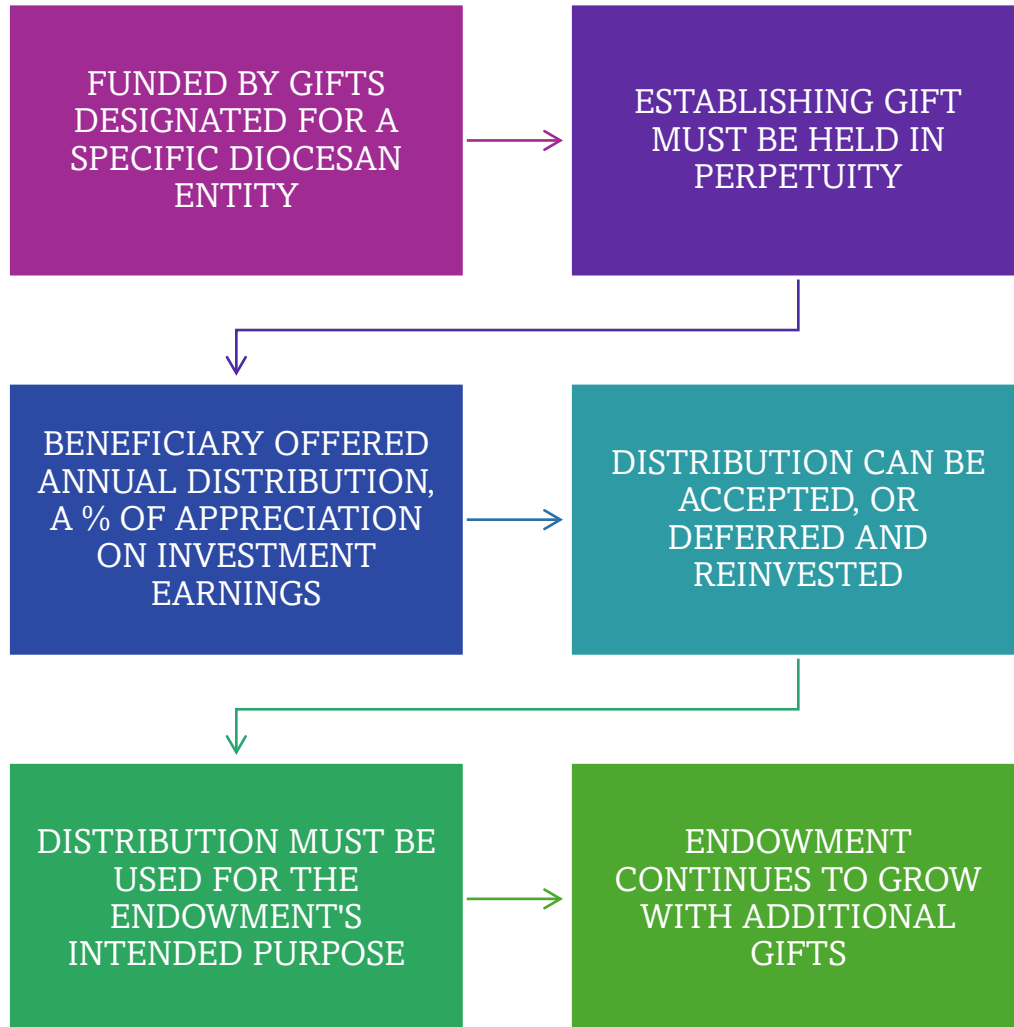 FUNDED BY GIFTS
DESIGNATED FOR A
SPECIFIC DIOCESAN
ENTITY
ESTABLISHING GIFT
MUST BE HELD IN
PERPETUITY
BENEFICIARY OFFERED
ANNUAL DISTRIBUTION,
A % OF APPRECIATION
ON INVESTMENT
EARNINGS
DISTRIBUTION CAN BE
ACCEPTED, OR
DEFERRED AND
REINVESTED
DISTRIBUTION MUST BE
USED FOR THE
ENDOWMENT'S
INTENDED PURPOSE
ENDOWMENT
CONTINUES TO GROW
WITH ADDITIONAL
GIFTS